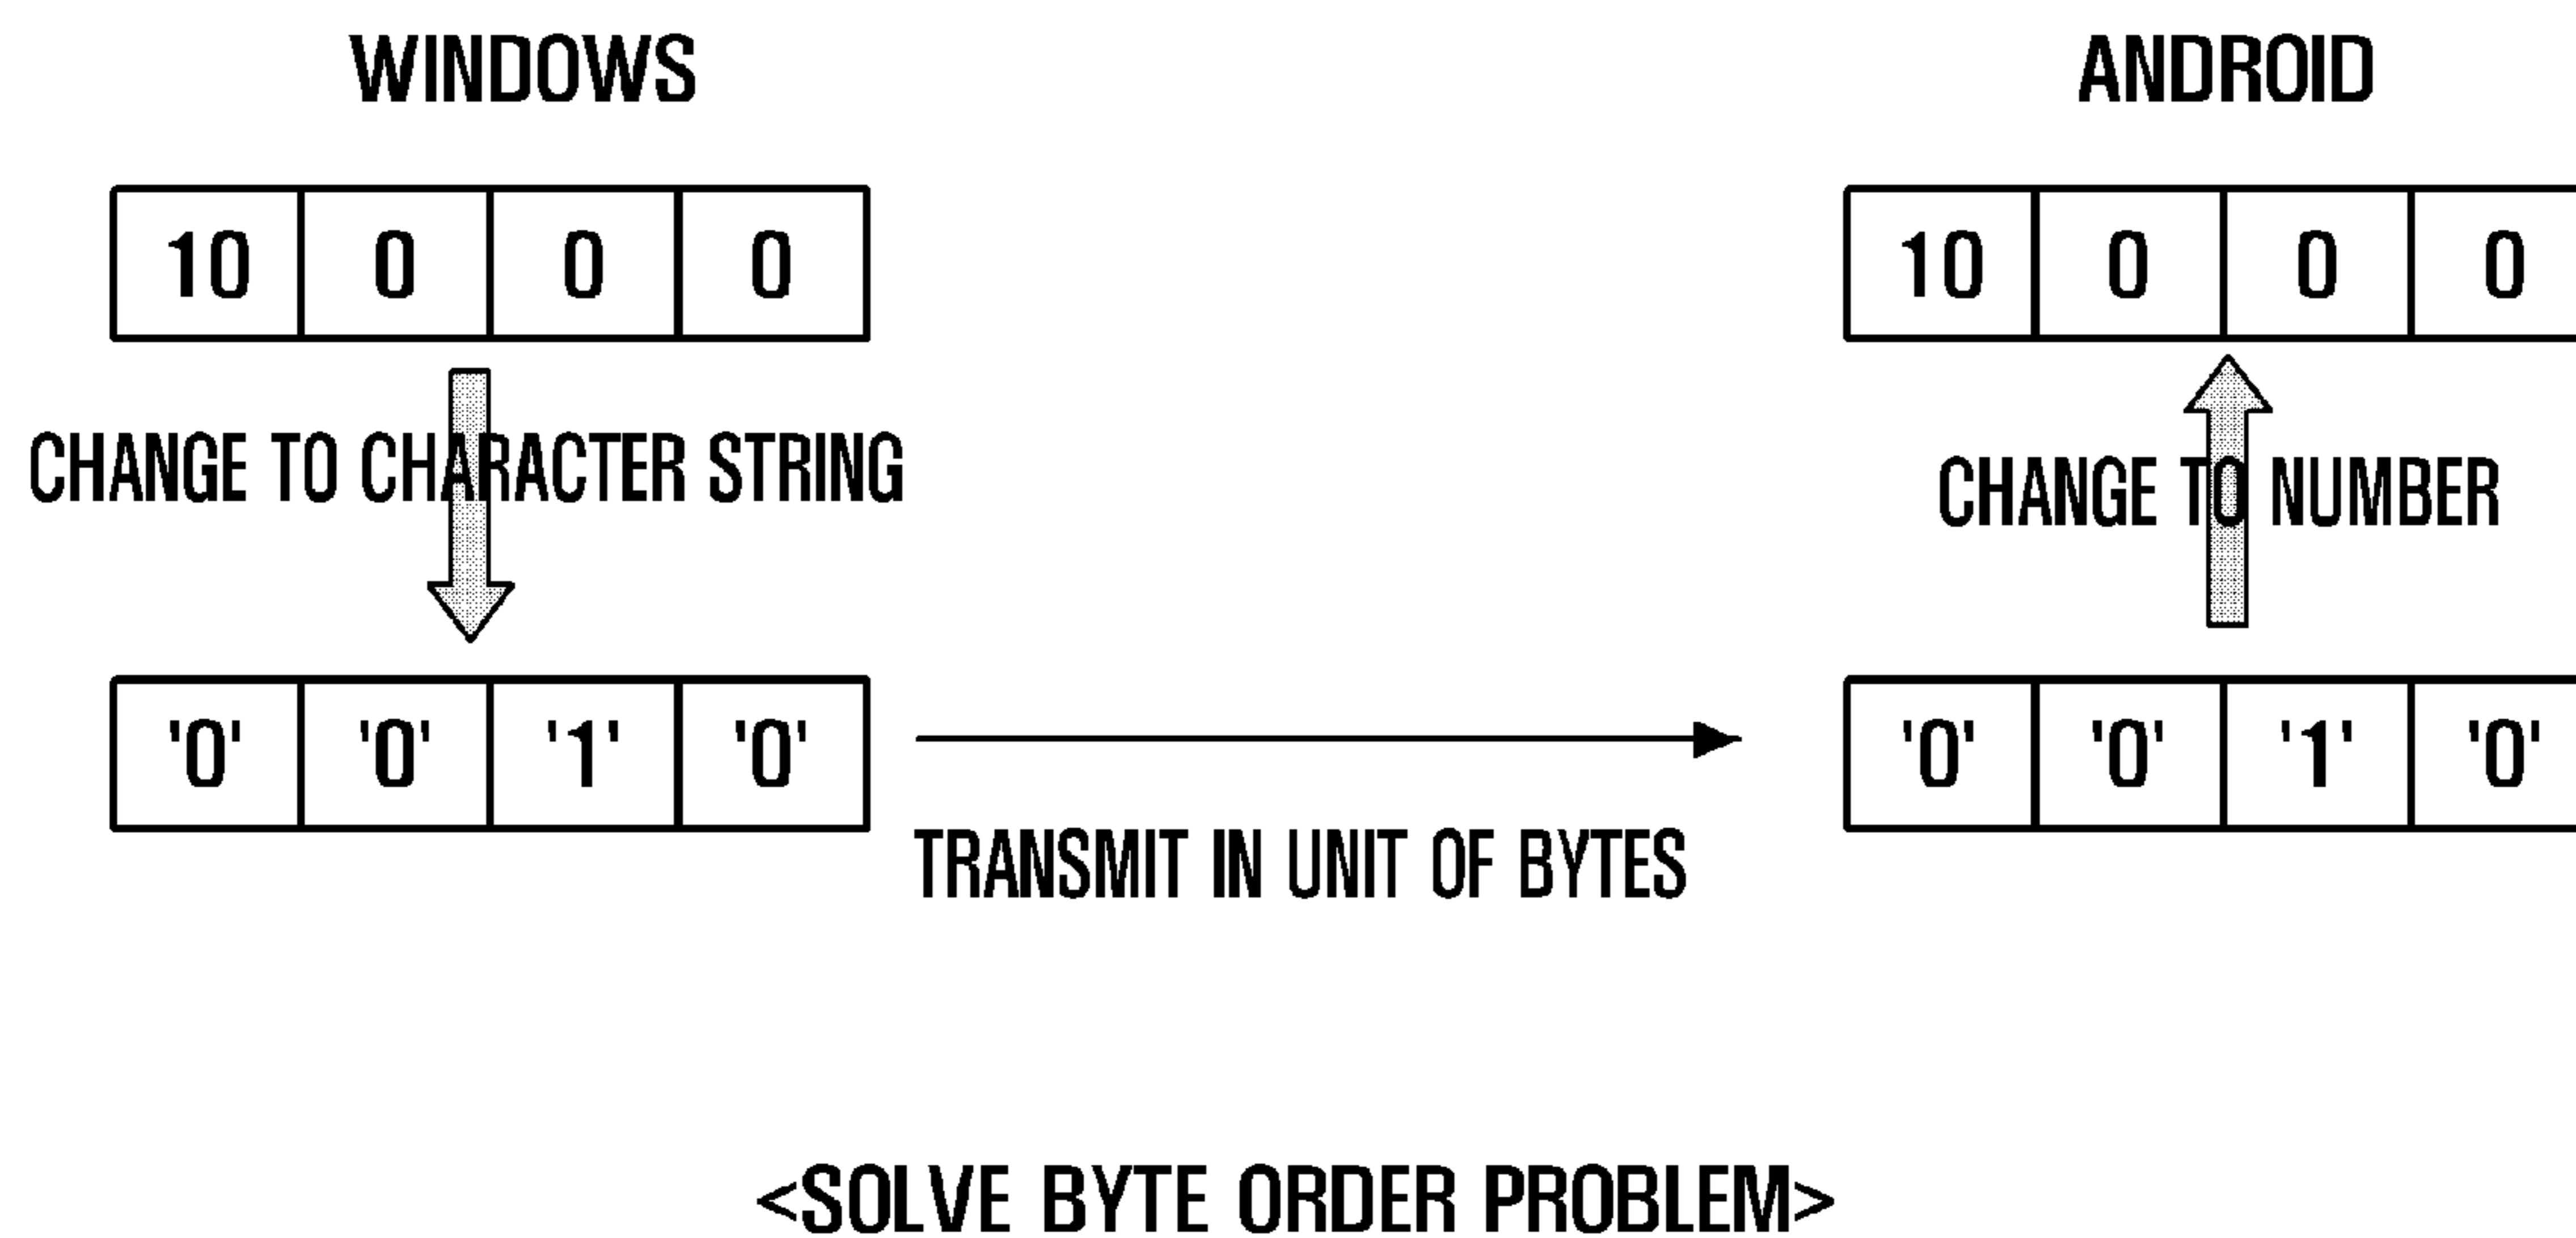 WINDOWS ANDROID
10 0 0 0 10 0 0 0
CHANGE TO CHARACTER STRING CHANGE TO NUMBER
'0' '0' '1' '0' '0' '0' '1' '0'
TRANSMIT IN UNIT OF BYTES
<SOLVE BYTE ORDER PROBLEM>